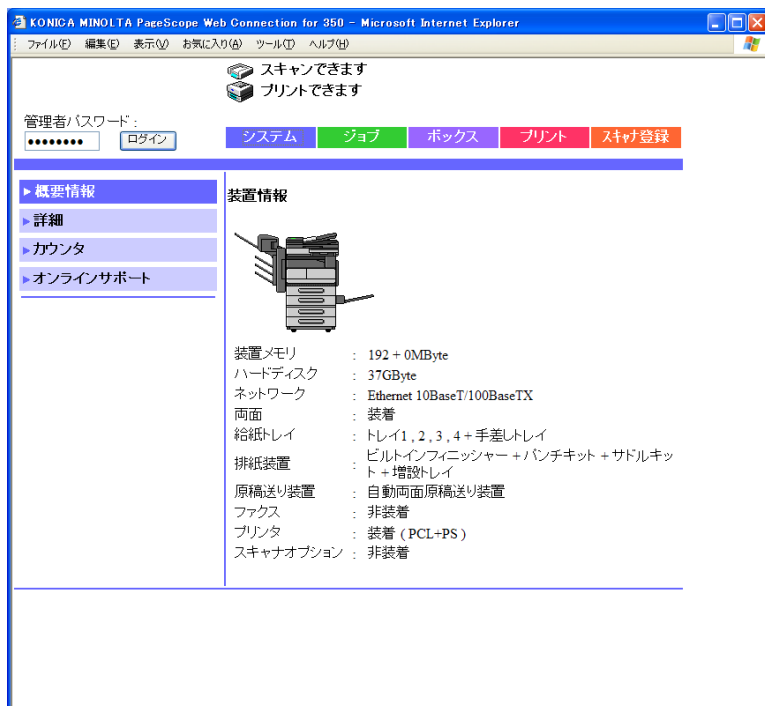 KONICA MINOLTA PageScope Web Connection for 350 - Microsoft Internet Explorer
ファイル(F) 編集(E) 表示(V) お気に入り(A) ツール(T) ヘルプ(H)
スキャンできます
プリントできます
管理者パスワード :
•••••••• ログイン
システム ジョブ ボックス プリント スキャナ登録
概要情報
詳細
カウンタ
オンラインサポート
装置情報
装置メモリ : 192 + 0MByte
ハードディスク : 37GByte
ネットワーク : Ethernet 10BaseT/100BaseTX
両面 : 装着
給紙トレイ : トレイ1 , 2 , 3 , 4 + 手差しトレイ
排紙装置 : ビルトインフィニッシャー + パンチキット + サドルキッ
ト + 増設トレイ
原稿送り装置 : 自動両面原稿送り装置
ファクス : 非装着
プリンタ : 装着 ( PCL+PS )
スキャナオプション : 非装着